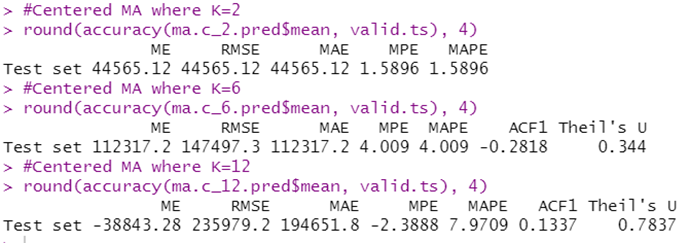 > #Centered MA where K=2
> round(accuracy(ma.c_2.pred$mean, valid.ts), 4)
ME RMSE MAE MPE MAPE
Test set 44565.12 44565.12 44565.12 1.5896 1.5896
> #Centered MA where K=6
> round(accuracy(ma.c_6.pred$mean, valid.ts), 4)
ME RMSE MAE MPE MAPE ACF1 Theil's U
Test set 112317.2 147497.3 112317.2 4.009 4.009 -0.2818 0.344
> #Centered MA where K=12
> round(accuracy(ma.c_12.pred$mean, valid.ts), 4)
ME RMSE MAE MPE MAPE ACF1 Theil's U
Test set -38843.28 235979.2 194651.8 -2.3888 7.9709 0.1337 0.7837